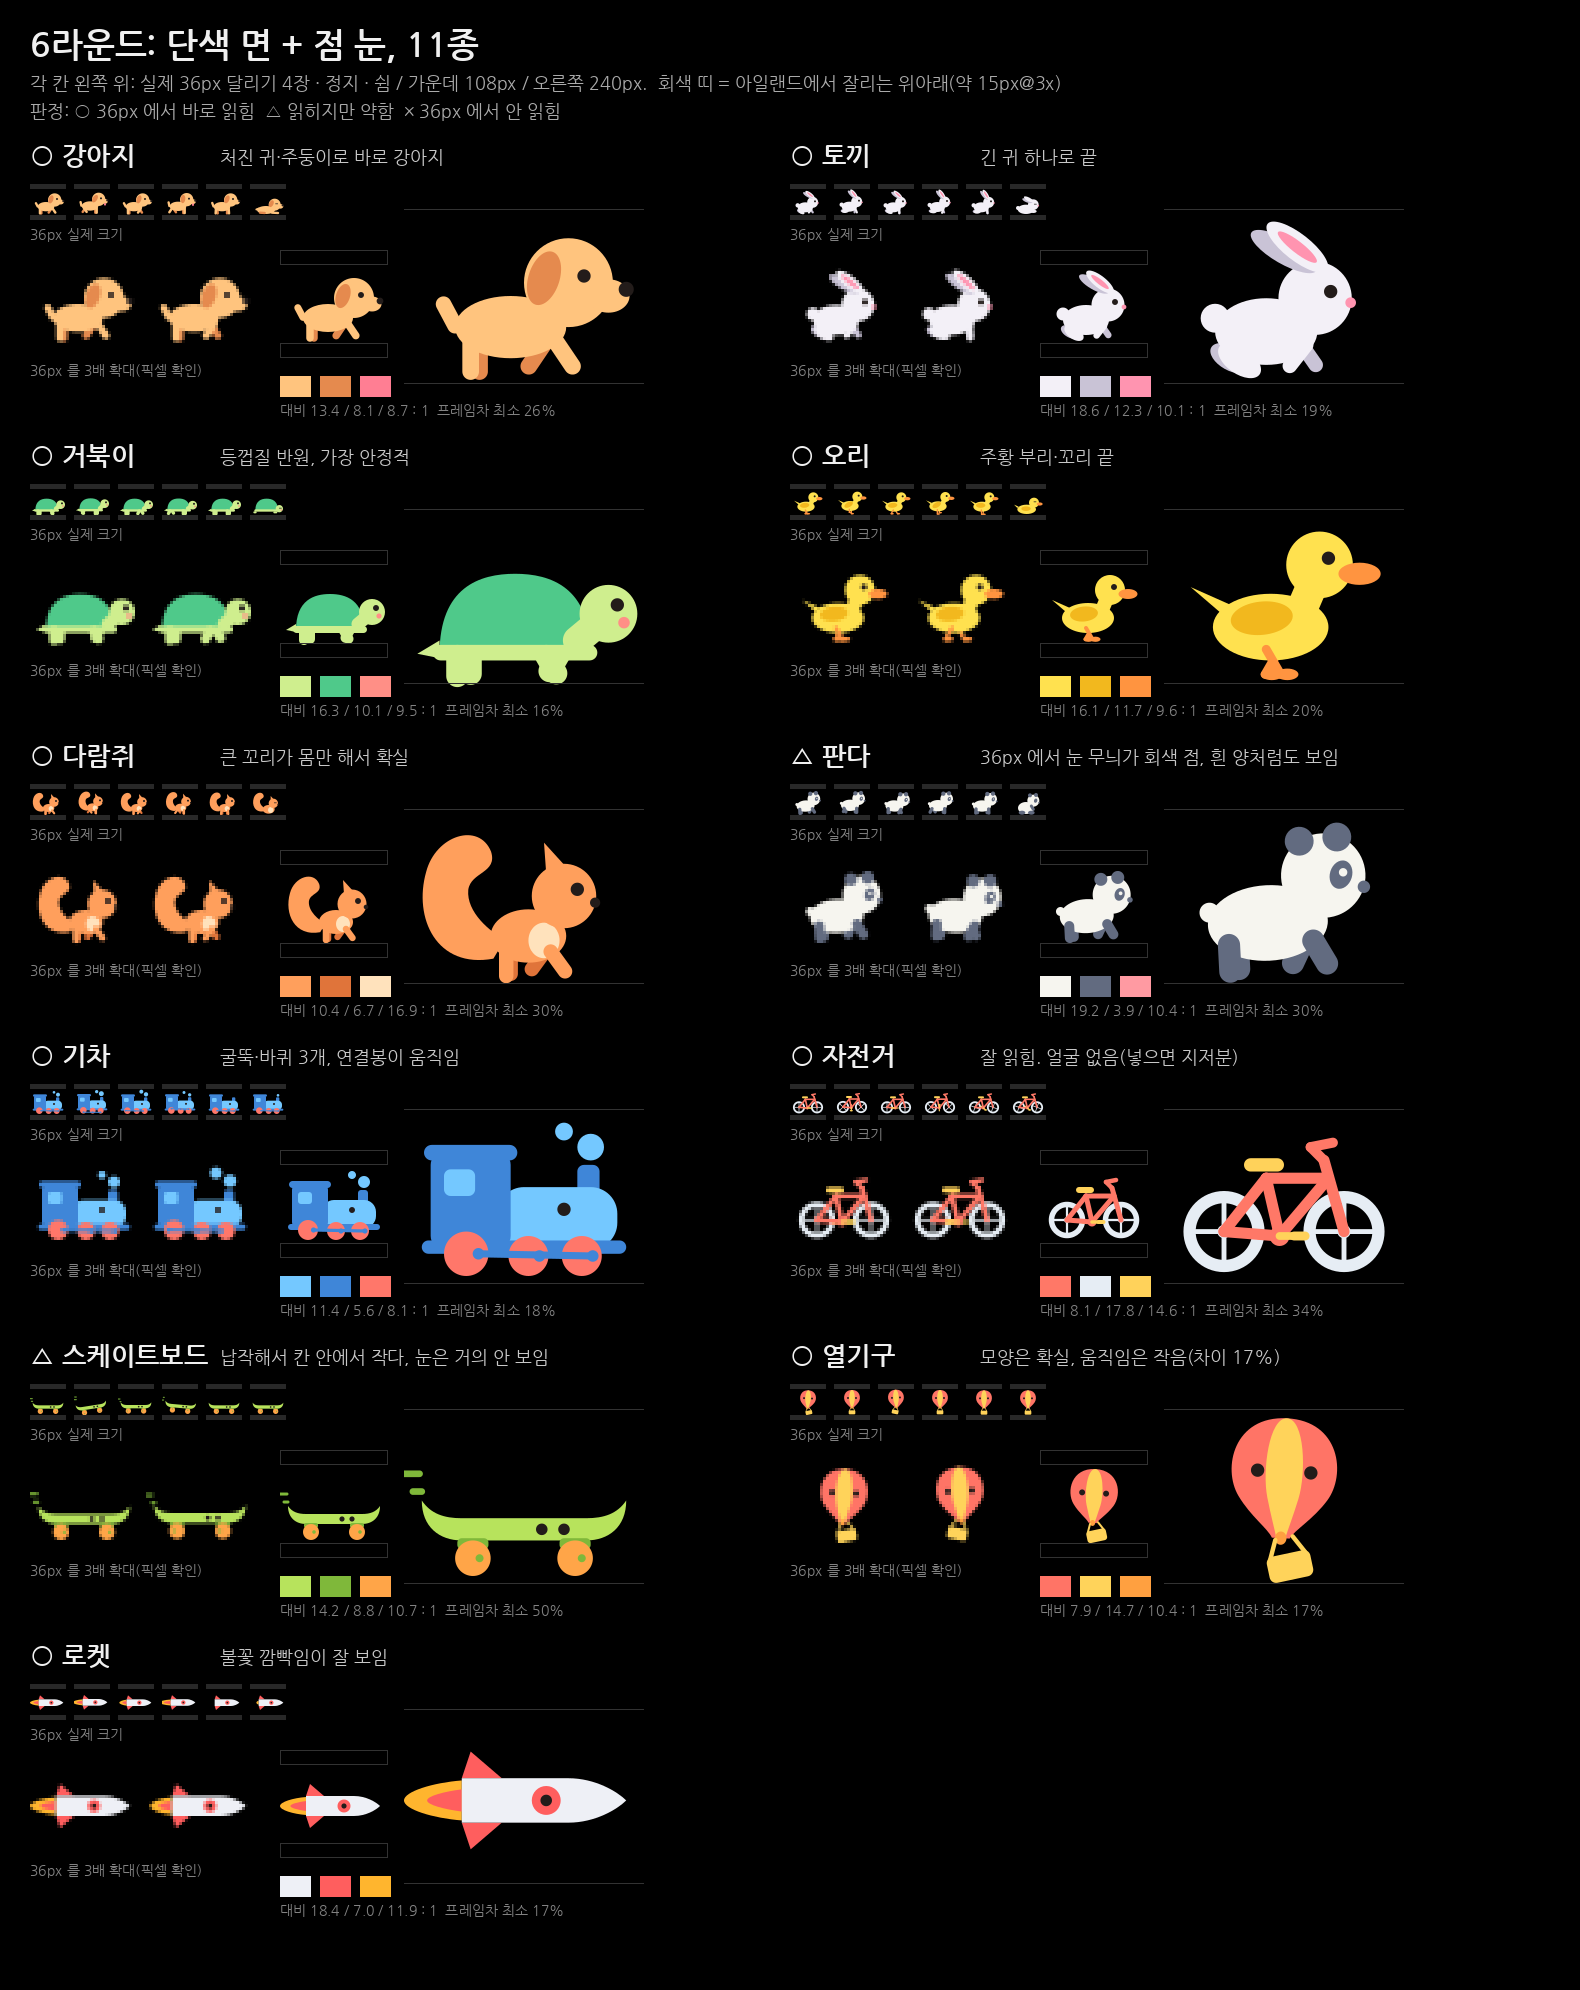 6라운드: 단색 면 + 점 눈, 11종
각 칸 왼쪽 위: 실제 36px 달리기 4장 · 정지 · 쉼 / 가운데 108px / 오른쪽 240px.  회색 띠 = 아일랜드에서 잘리는 위아래(약 15px@3x)
판정: ○ 36px 에서 바로 읽힘  △ 읽히지만 약함  × 36px 에서 안 읽힘
○ 강아지 처진 귀·주둥이로 바로 강아지
36px 실제 크기
36px 를 3배 확대(픽셀 확인)
대비 13.4 / 8.1 / 8.7 : 1  프레임차 최소 26%
○ 토끼 긴 귀 하나로 끝
36px 실제 크기
36px 를 3배 확대(픽셀 확인)
대비 18.6 / 12.3 / 10.1 : 1  프레임차 최소 19%
○ 거북이 등껍질 반원, 가장 안정적
36px 실제 크기
36px 를 3배 확대(픽셀 확인)
대비 16.3 / 10.1 / 9.5 : 1  프레임차 최소 16%
○ 오리 주황 부리·꼬리 끝
36px 실제 크기
36px 를 3배 확대(픽셀 확인)
대비 16.1 / 11.7 / 9.6 : 1  프레임차 최소 20%
○ 다람쥐 큰 꼬리가 몸만 해서 확실
36px 실제 크기
36px 를 3배 확대(픽셀 확인)
대비 10.4 / 6.7 / 16.9 : 1  프레임차 최소 30%
△ 판다 36px 에서 눈 무늬가 회색 점, 흰 양처럼도 보임
36px 실제 크기
36px 를 3배 확대(픽셀 확인)
대비 19.2 / 3.9 / 10.4 : 1  프레임차 최소 30%
○ 기차 굴뚝·바퀴 3개, 연결봉이 움직임
36px 실제 크기
36px 를 3배 확대(픽셀 확인)
대비 11.4 / 5.6 / 8.1 : 1  프레임차 최소 18%
○ 자전거 잘 읽힘. 얼굴 없음(넣으면 지저분)
36px 실제 크기
36px 를 3배 확대(픽셀 확인)
대비 8.1 / 17.8 / 14.6 : 1  프레임차 최소 34%
△ 스케이트보드 납작해서 칸 안에서 작다, 눈은 거의 안 보임
36px 실제 크기
36px 를 3배 확대(픽셀 확인)
대비 14.2 / 8.8 / 10.7 : 1  프레임차 최소 50%
○ 열기구 모양은 확실, 움직임은 작음(차이 17%)
36px 실제 크기
36px 를 3배 확대(픽셀 확인)
대비 7.9 / 14.7 / 10.4 : 1  프레임차 최소 17%
○ 로켓 불꽃 깜빡임이 잘 보임
36px 실제 크기
36px 를 3배 확대(픽셀 확인)
대비 18.4 / 7.0 / 11.9 : 1  프레임차 최소 17%